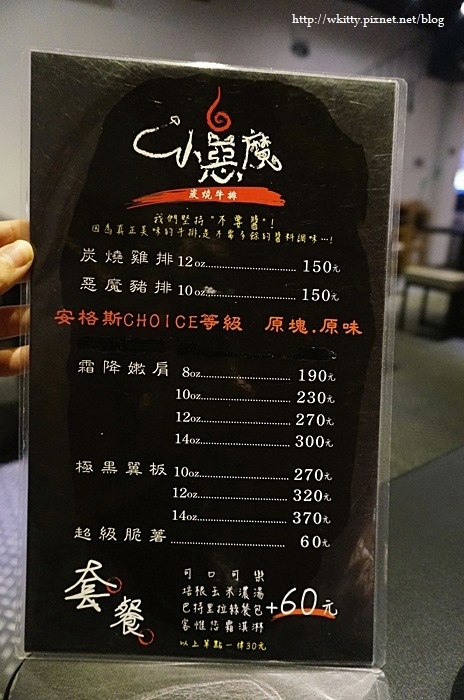 http://wkitty.pixnet.net/blog
小惡魔
炭燒牛排
我們堅持"不要醬"!
因為真正美味的牛排,是不需多餘的醬料調味…!
炭燒雞排 12oz 150元
惡魔豬排 10oz 150元
安格斯CHOICE等級 原塊.原味
霜降嫩肩 8oz 190元
10oz 230元
12oz 270元
14oz 300元
極黑翼板 10oz 270元
12oz 320元
14oz 370元
超級脆薯 60元
套餐
可口可樂
培根玉米濃湯
巴特里拉辣餐包
客惟您霜淇淋
+60元
以上單點一律30元